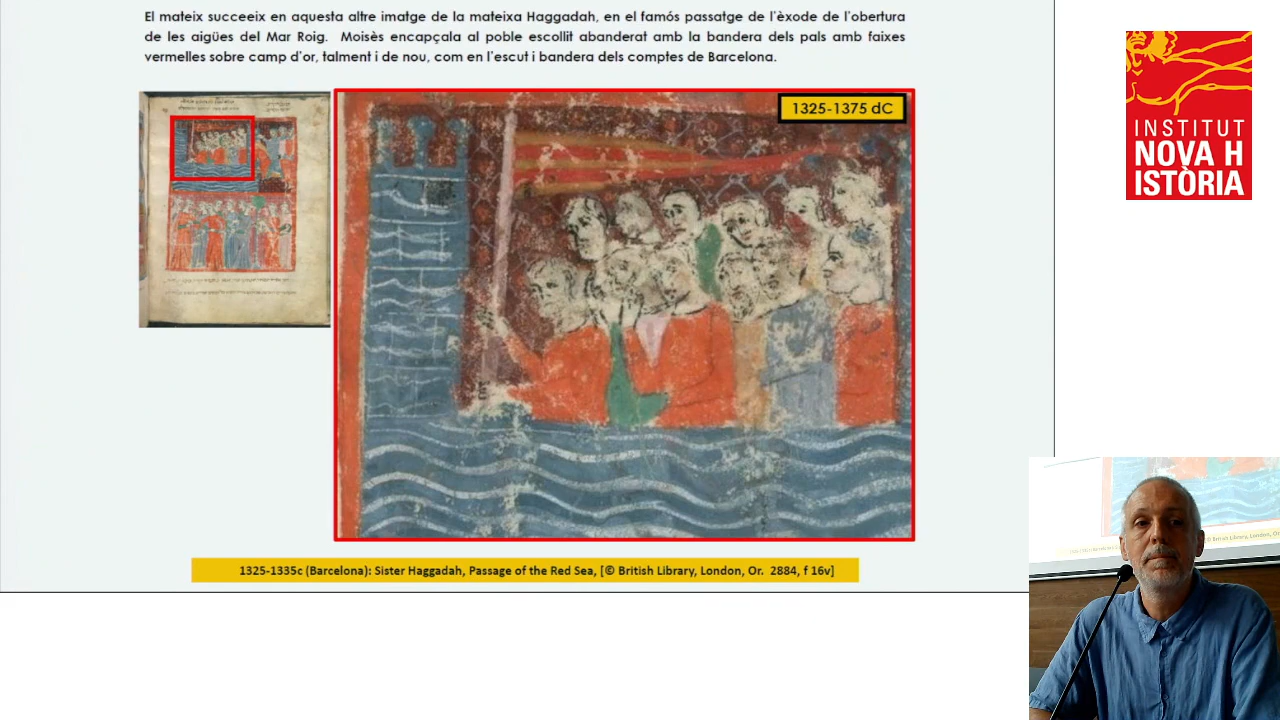 El mateix succeeix en aquesta altre imatge de la mateixa Haggadah, en el famós passatge de l'èxode de l'obertura
de les aigües del Mar Roig. Moisès encapçala al poble escollit abanderat amb la bandera dels pals amb faixes
vermelles sobre camp d'or, talment i de nou, com en l'escut i bandera dels comptes de Barcelona.
1325-1375 dC
INSTITUT
NOVA H
ISTÒRIA
1325-1335c (Barcelona): Sister Haggadah, Passage of the Red Sea, [© British Library, London, Or. 2884, f 16v]